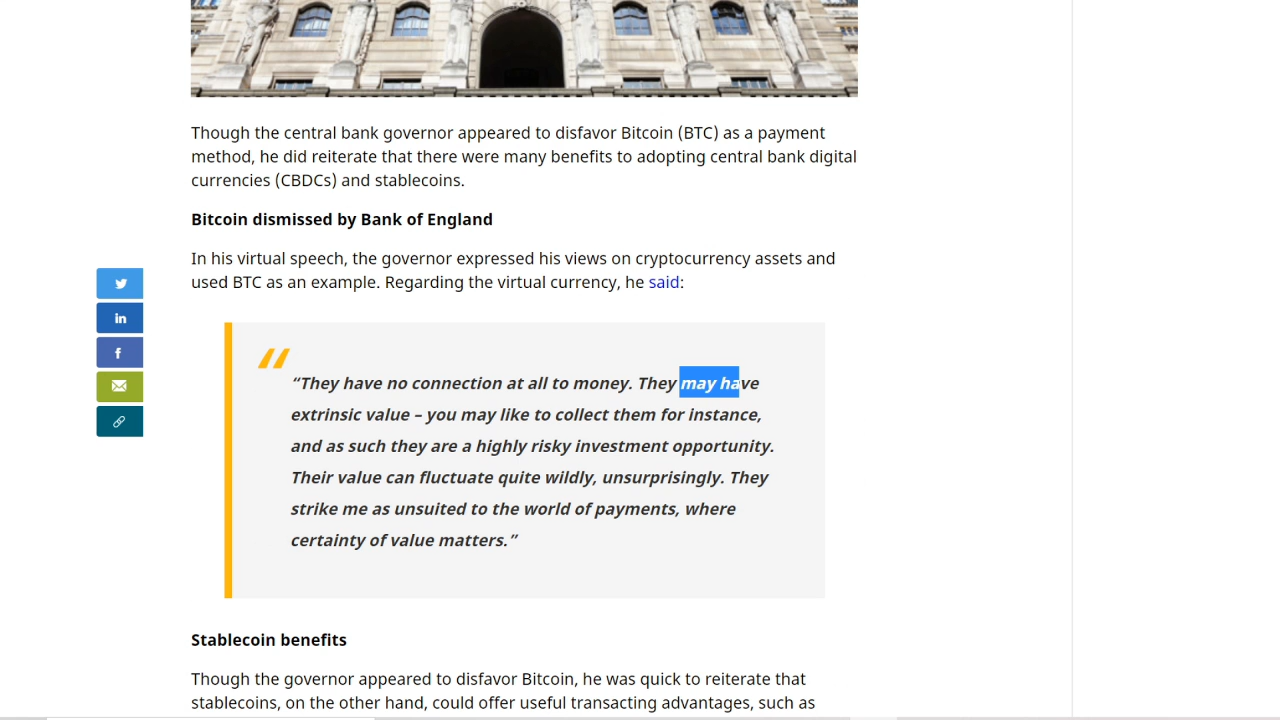 Though the central bank governor appeared to disfavor Bitcoin (BTC) as a payment
method, he did reiterate that there were many benefits to adopting central bank digital
currencies (CBDCs) and stablecoins.
Bitcoin dismissed by Bank of England
In his virtual speech, the governor expressed his views on cryptocurrency assets and
used BTC as an example. Regarding the virtual currency, he said:
“They have no connection at all to money. They may have
extrinsic value – you may like to collect them for instance,
and as such they are a highly risky investment opportunity.
Their value can fluctuate quite wildly, unsurprisingly. They
strike me as unsuited to the world of payments, where
certainty of value matters.”
Stablecoin benefits
Though the governor appeared to disfavor Bitcoin, he was quick to reiterate that
stablecoins, on the other hand, could offer useful transacting advantages, such as